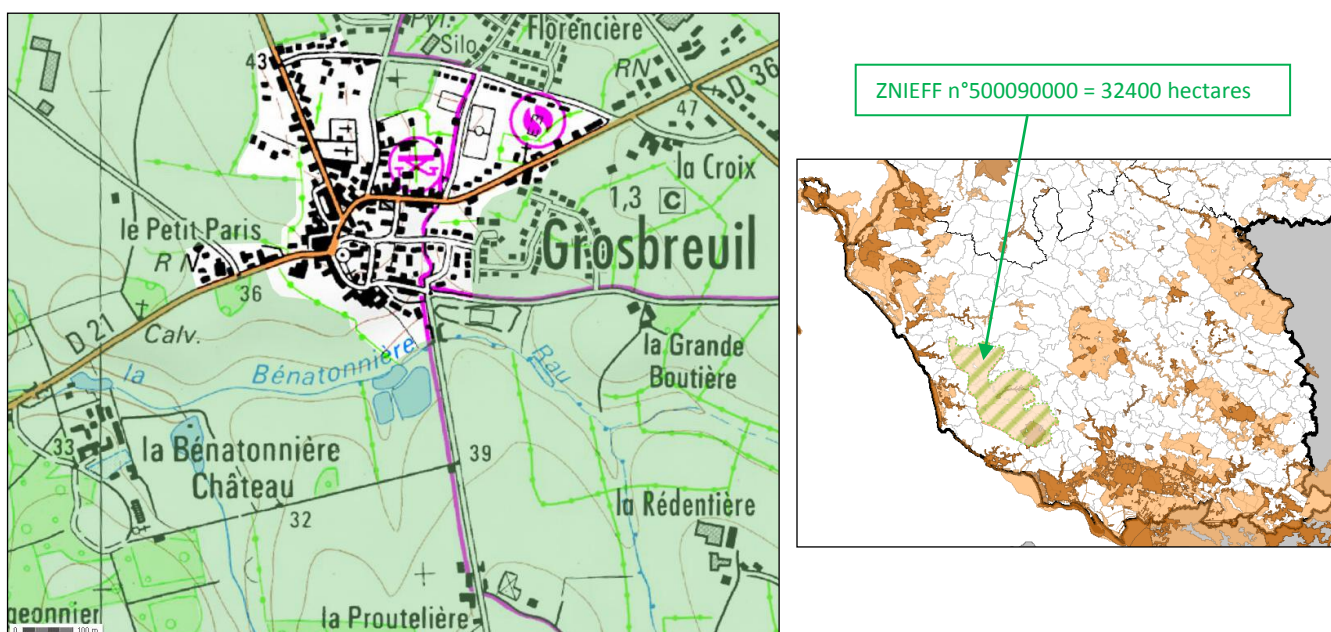 Pyl.
Florencière
Silo
43
RN
D 36
47
la Croix
1,3 C
le Petit Paris
Grosbreuil
RN
36
D 21
Calv.
la Bénatonnière
Rau
la Grande
Boutière
33
la Bénatonnière
Château
39
32
la Rédentière
la Proutelière
geonnier
0 100 m
ZNIEFF n°500090000 = 32400 hectares